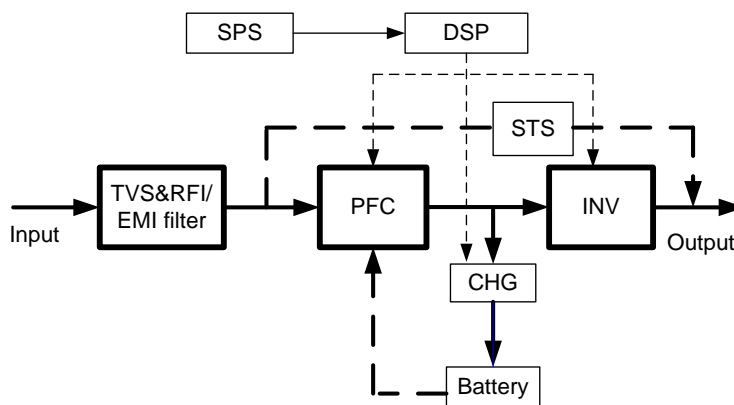 SPS
DSP
STS
TVS&RFI/
EMI filter
PFC
INV
Input
Output
CHG
Battery